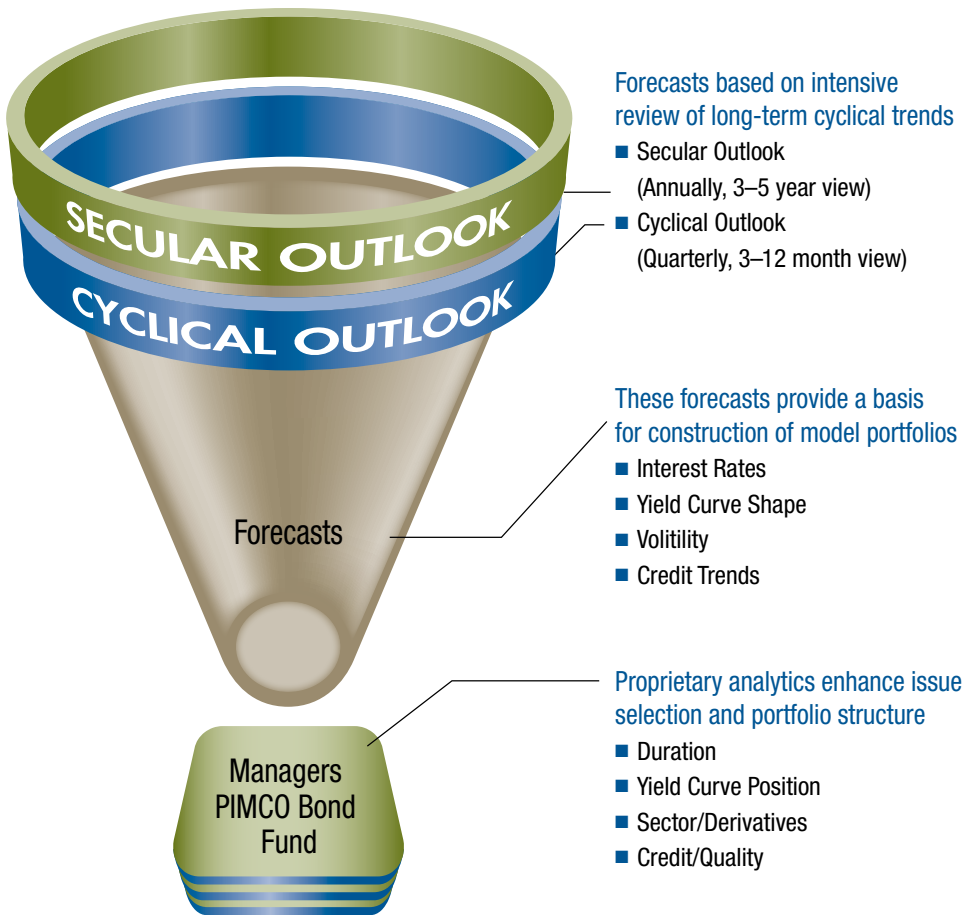 SECULAR OUTLOOK
CYCLICAL OUTLOOK
Forecasts
Managers
PIMCO Bond
Fund
Forecasts based on intensive
review of long-term cyclical trends
■ Secular Outlook
(Annually, 3–5 year view)
■ Cyclical Outlook
(Quarterly, 3–12 month view)
These forecasts provide a basis
for construction of model portfolios
■ Interest Rates
■ Yield Curve Shape
■ Volitility
■ Credit Trends
Proprietary analytics enhance issue
selection and portfolio structure
■ Duration
■ Yield Curve Position
■ Sector/Derivatives
■ Credit/Quality